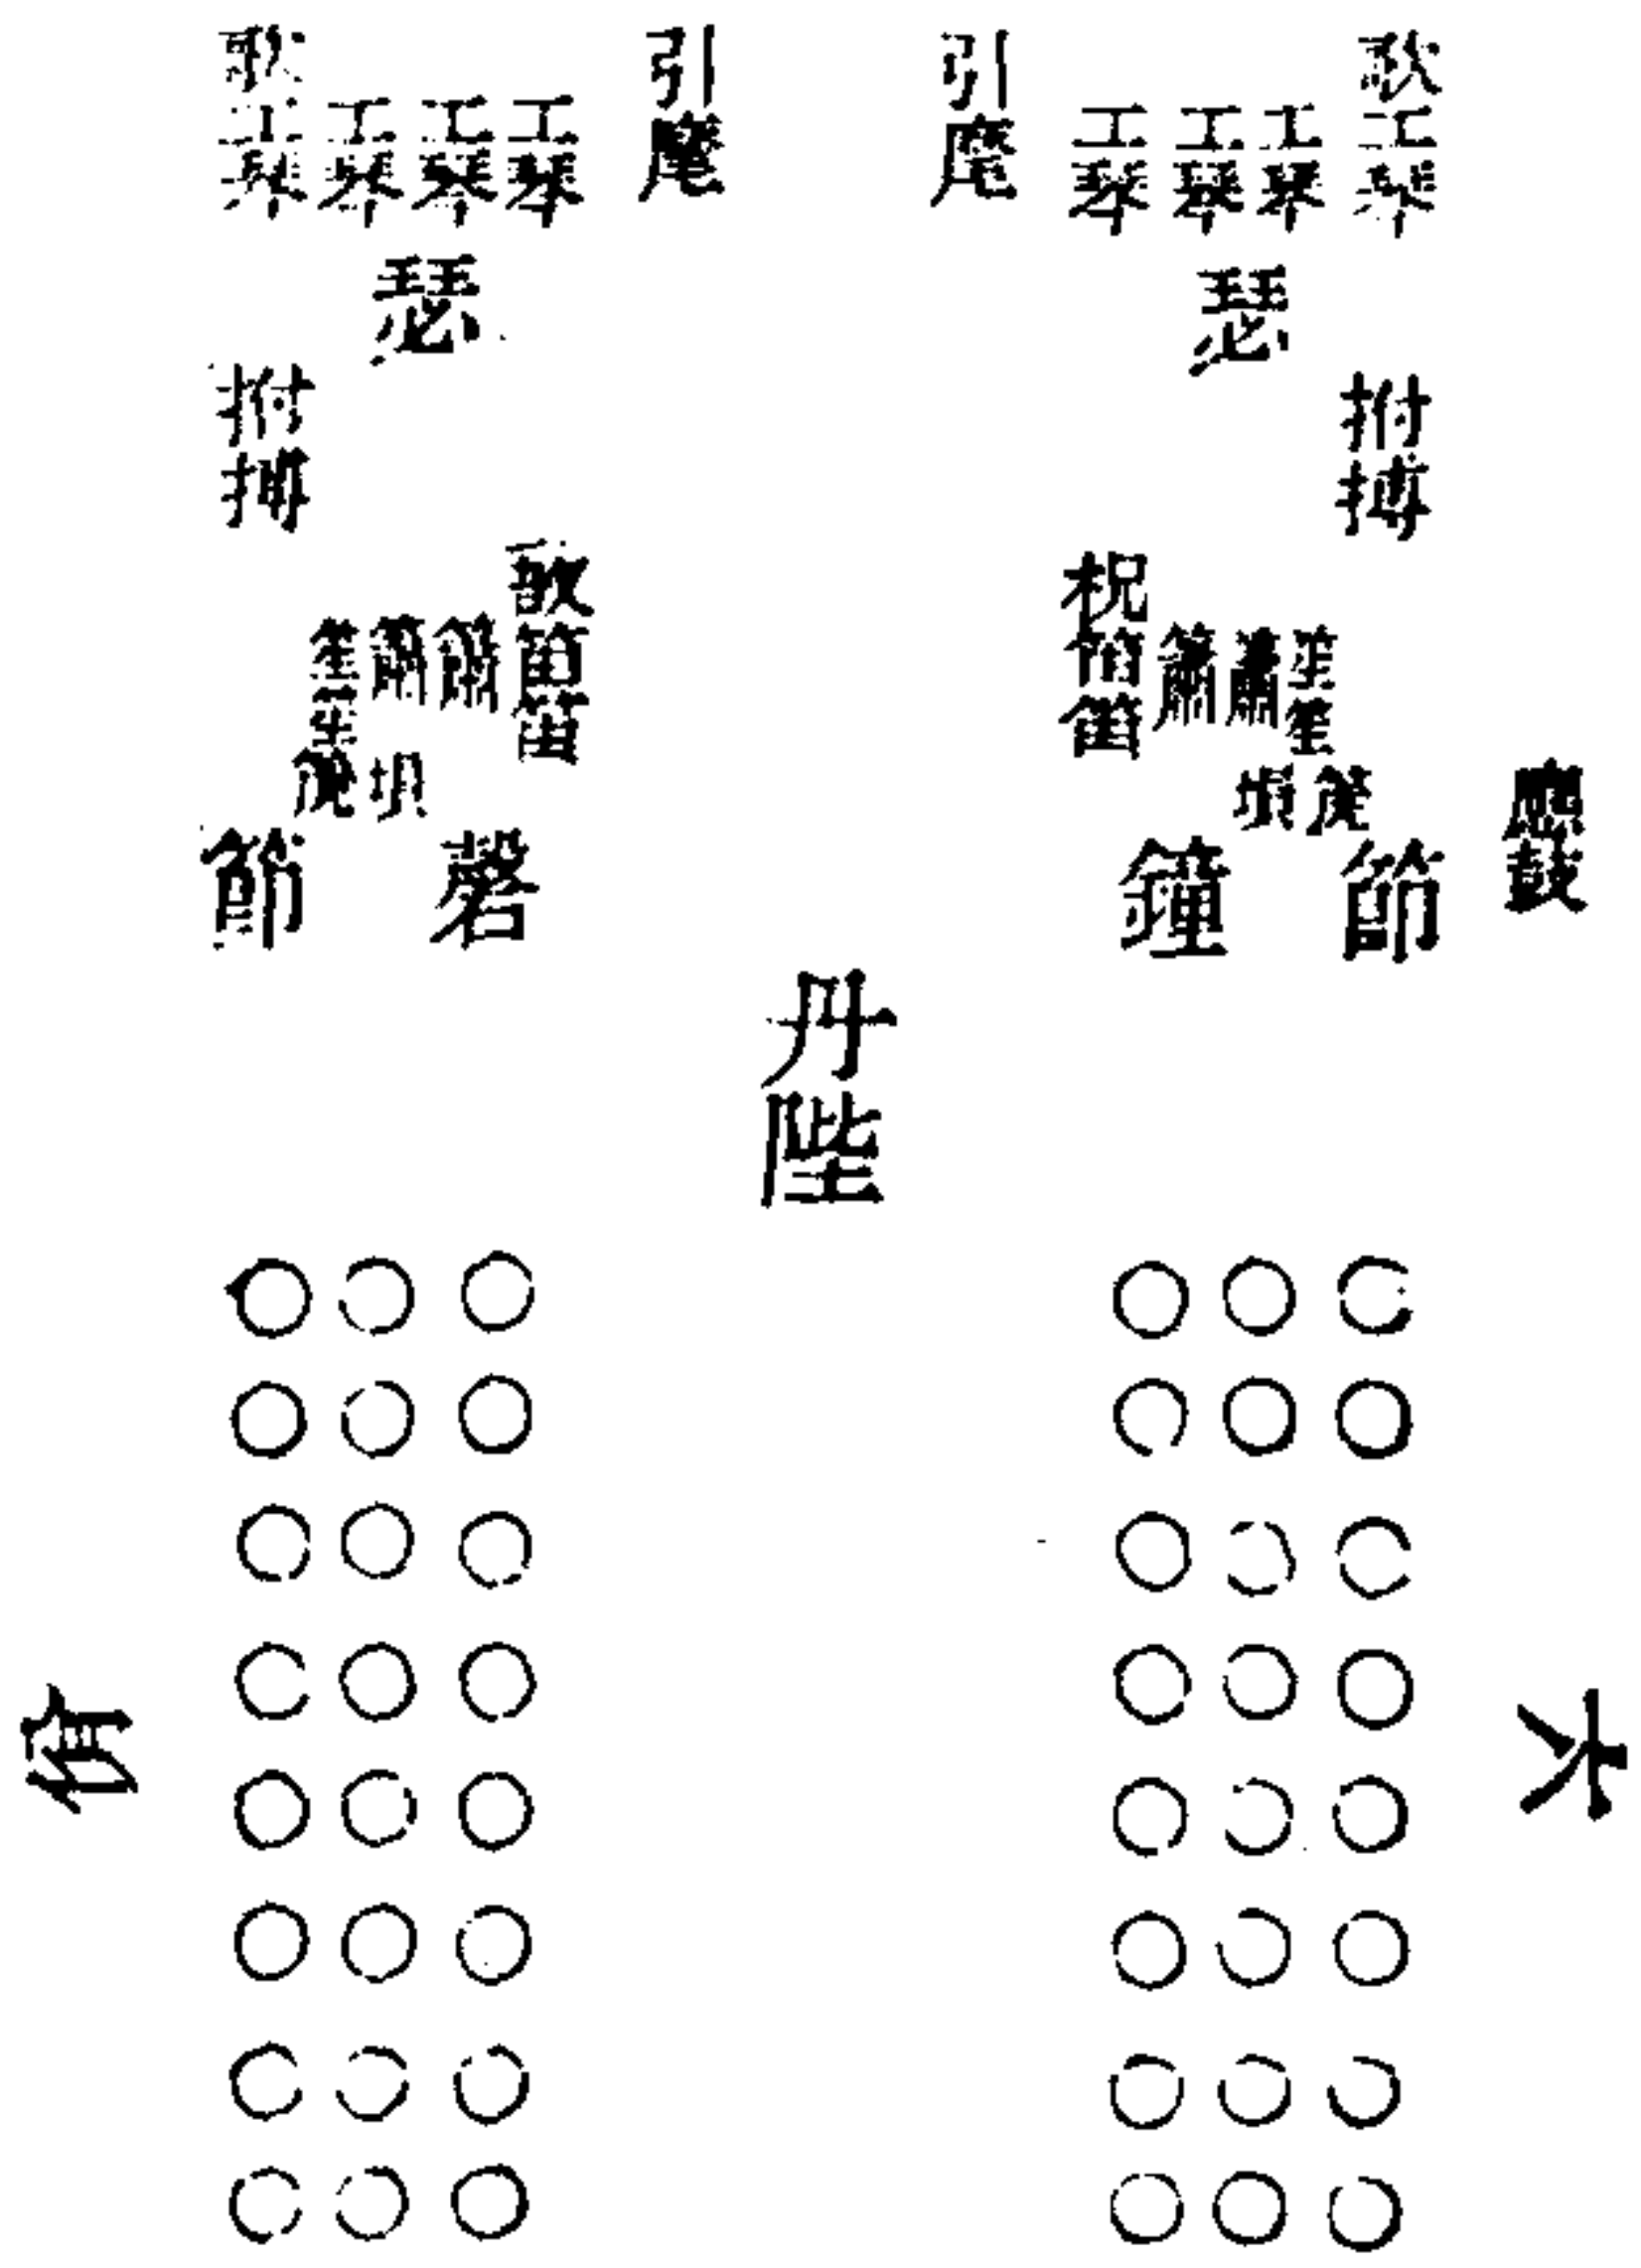 歌工琴 工琴 工琴 工琴 引麾 引麾 工琴 工琴 工琴 歌工琴
瑟 瑟
拊搏 拊搏
敔 柷
笙笙 簫 簫 笛笛 笛笛 簫 簫 笙笙
篪 塤 塤 篪 應鼓
節 磬 鐘 節
丹陛